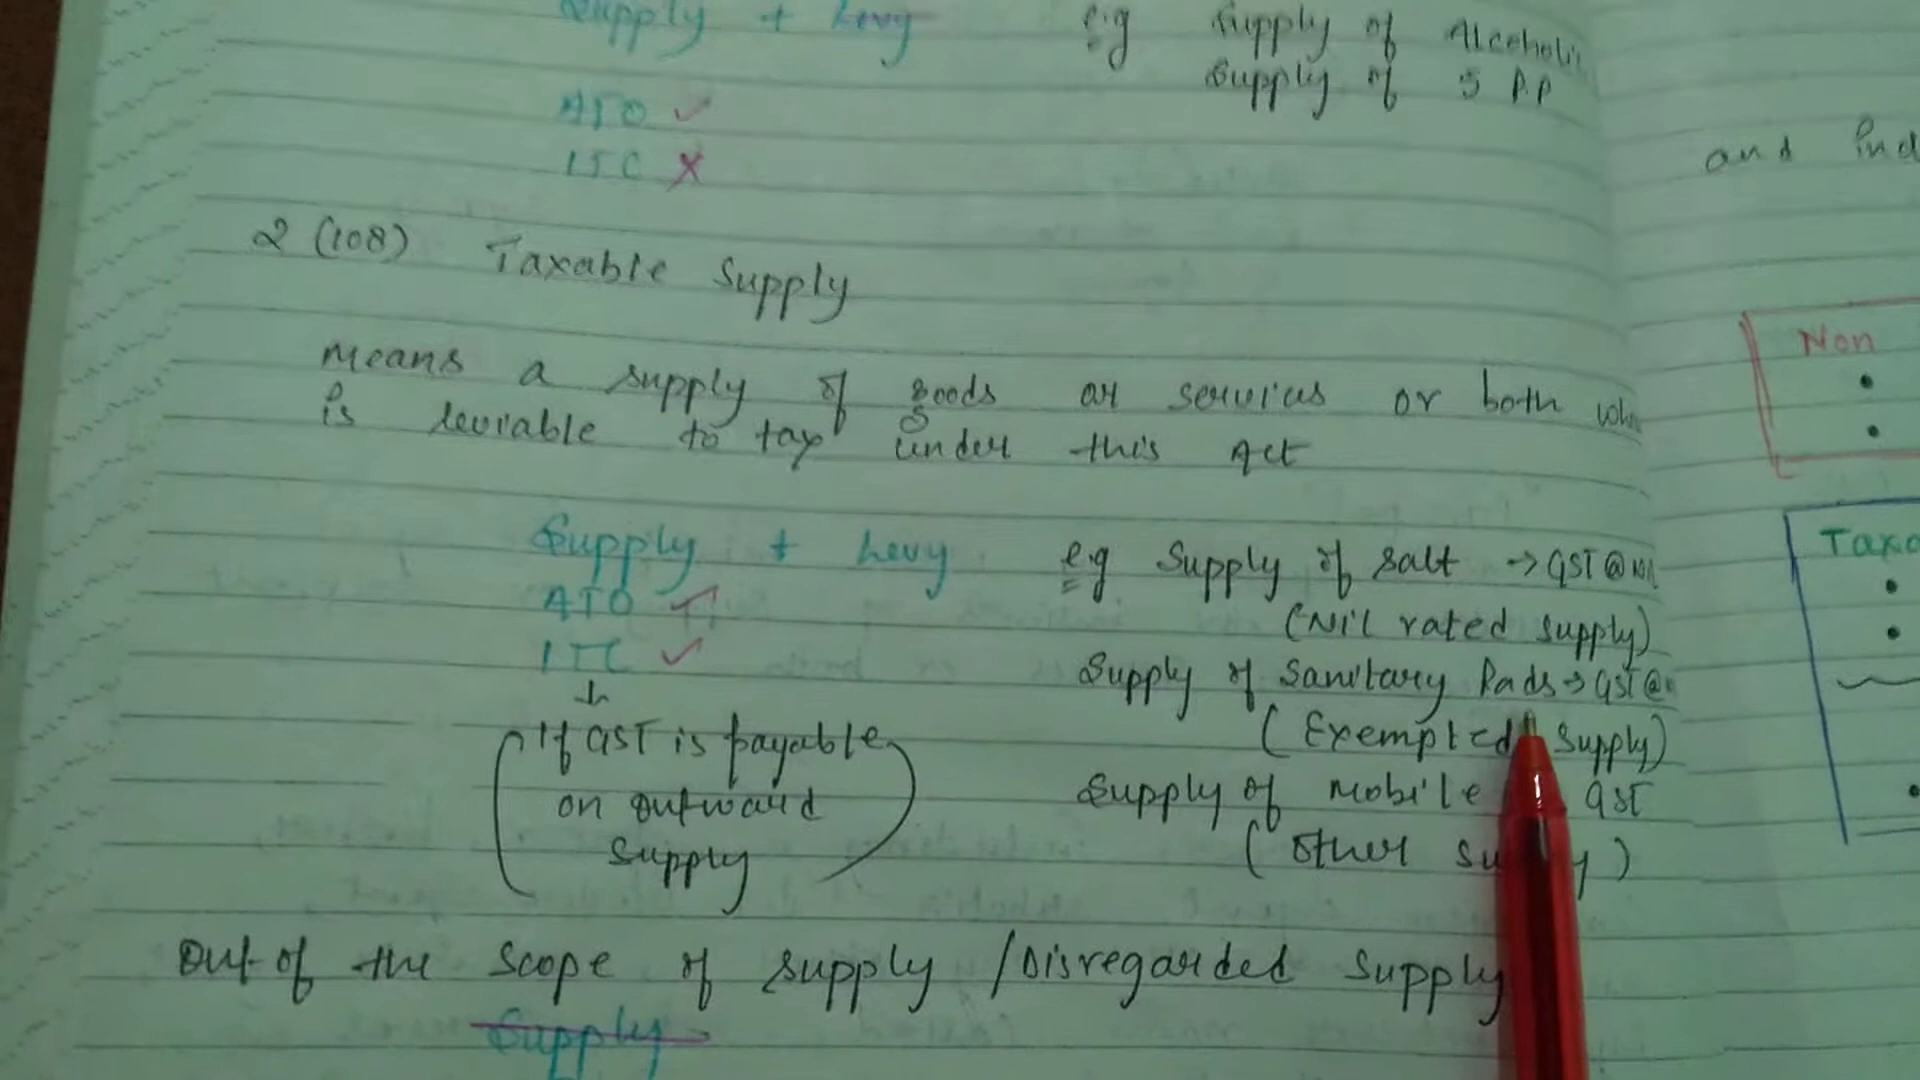 Supply + Levy e.g Supply of Alcoholic
Supply of 5 P.P
ATO ✓
ITC X
2 (108) Taxable Supply
means a supply of goods or services or both
is leviable to tax under this Act
Supply + Levy e.g Supply of salt → GST @
ATO ✓
(Nil rated supply)
ITC ✓
Supply of Sanitary Pads → GST @
(If GST is payable
on outward
supply)
(Exempted supply)
Supply of mobile GST
(Other)
Out of the scope of supply / Disregarded supply
Supply
and
Non
•
•
•
•
•